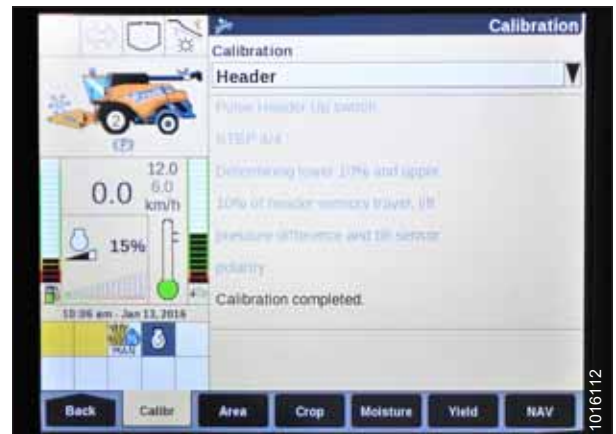 Calibration
Calibration
Header
Pulse Header Up switch
STEP 4/4
Determining lower 10% and upper
10% of header sensors travel, lift
pressure difference and tilt sensor
polarity
Calibration completed.
2
(P)
12.0
6.0
0.0 km/h
15%
10:06 am - Jan 13, 2016
MAN
Back
Calibr
Area
Crop
Moisture
Yield
NAV
1016112